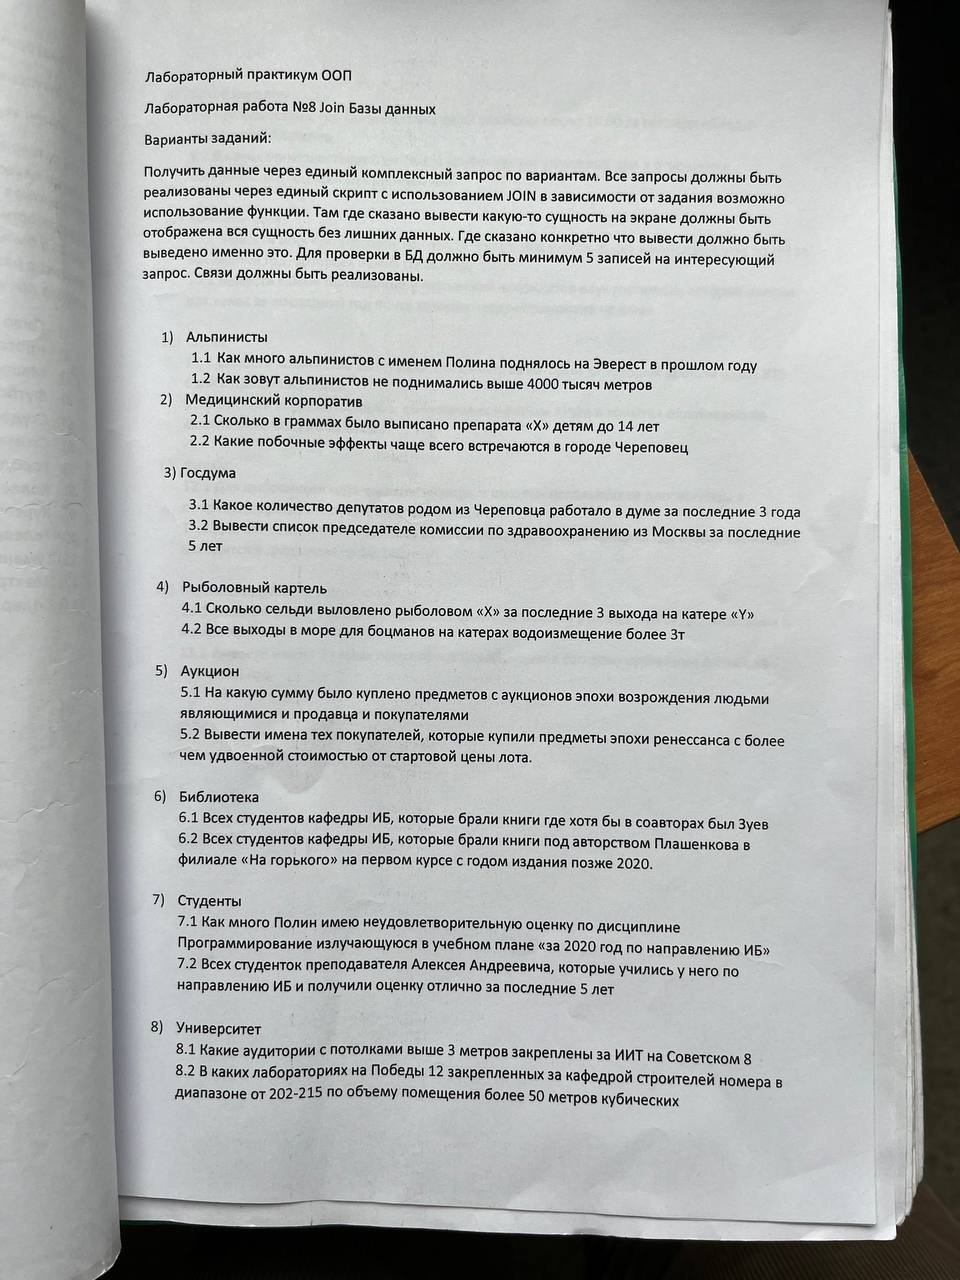 Лабораторный практикум ООП
Лабораторная работа №8 Join Базы данных
Варианты заданий:
Получить данные через единый комплексный запрос по вариантам. Все запросы должны быть
реализованы через единый скрипт с использованием JOIN в зависимости от задания возможно
использование функции. Там где сказано вывести какую-то сущность на экране должны быть
отображена вся сущность без лишних данных. Где сказано конкретно что вывести должно быть
выведено именно это. Для проверки в БД должно быть минимум 5 записей на интересующий
запрос. Связи должны быть реализованы.
1) Альпинисты
1.1 Как много альпинистов с именем Полина поднялось на Эверест в прошлом году
1.2 Как зовут альпинистов не поднимались выше 4000 тысяч метров
2) Медицинский корпоратив
2.1 Сколько в граммах было выписано препарата «X» детям до 14 лет
2.2 Какие побочные эффекты чаще всего встречаются в городе Череповец
3) Госдума
3.1 Какое количество депутатов родом из Череповца работало в думе за последние 3 года
3.2 Вывести список председателе комиссии по здравоохранению из Москвы за последние
5 лет
4) Рыболовный картель
4.1 Сколько сельди выловлено рыболовом «X» за последние 3 выхода на катере «Y»
4.2 Все выходы в море для боцманов на катерах водоизмещение более 3т
5) Аукцион
5.1 На какую сумму было куплено предметов с аукционов эпохи возрождения людьми
являющимися и продавца и покупателями
5.2 Вывести имена тех покупателей, которые купили предметы эпохи ренессанса с более
чем удвоенной стоимостью от стартовой цены лота.
6) Библиотека
6.1 Всех студентов кафедры ИБ, которые брали книги где хотя бы в соавторах был Зуев
6.2 Всех студентов кафедры ИБ, которые брали книги под авторством Плашенкова в
филиале «На горького» на первом курсе с годом издания позже 2020.
7) Студенты
7.1 Как много Полин имею неудовлетворительную оценку по дисциплине
Программирование излучающуюся в учебном плане «за 2020 год по направлению ИБ»
7.2 Всех студенток преподавателя Алексея Андреевича, которые учились у него по
направлению ИБ и получили оценку отлично за последние 5 лет
8) Университет
8.1 Какие аудитории с потолками выше 3 метров закреплены за ИИТ на Советском 8
8.2 В каких лабораториях на Победы 12 закрепленных за кафедрой строителей номера в
диапазоне от 202-215 по объему помещения более 50 метров кубических